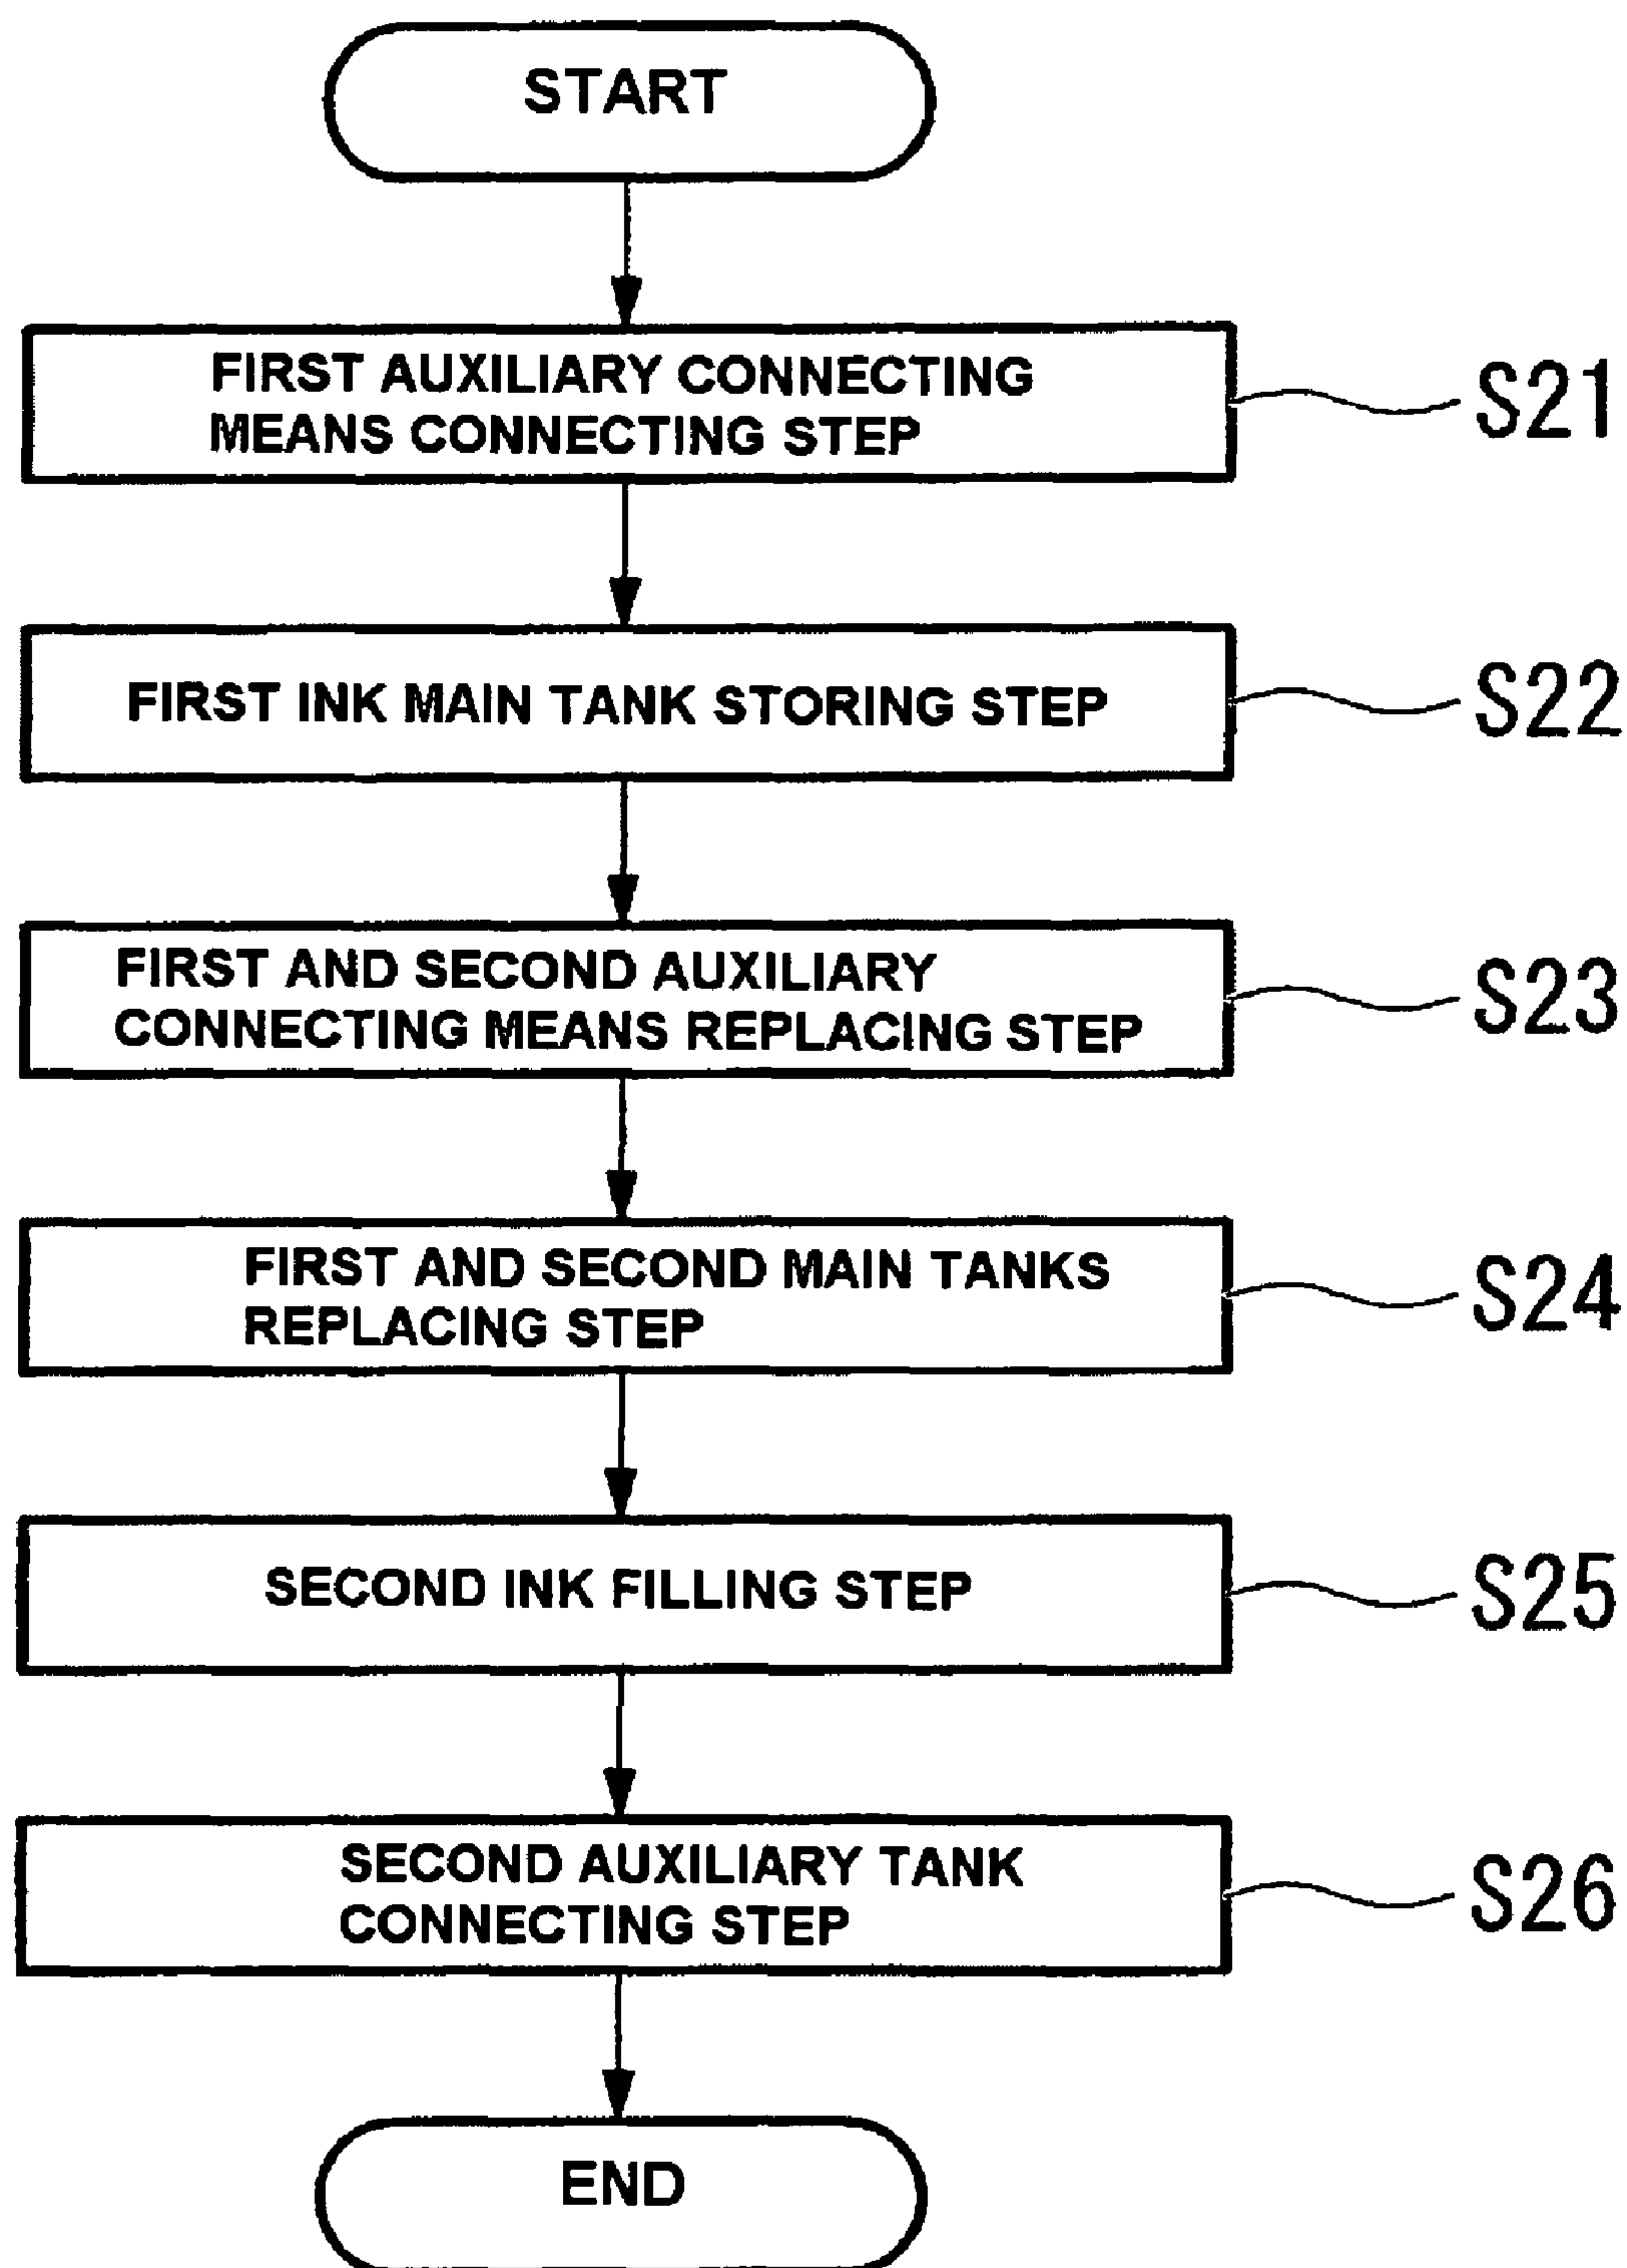 START
FIRST AUXILIARY CONNECTING
MEANS CONNECTING STEP
S21
FIRST INK MAIN TANK STORING STEP
S22
FIRST AND SECOND AUXILIARY
CONNECTING MEANS REPLACING STEP
S23
FIRST AND SECOND MAIN TANKS
REPLACING STEP
S24
SECOND INK FILLING STEP
S25
SECOND AUXILIARY TANK
CONNECTING STEP
S26
END